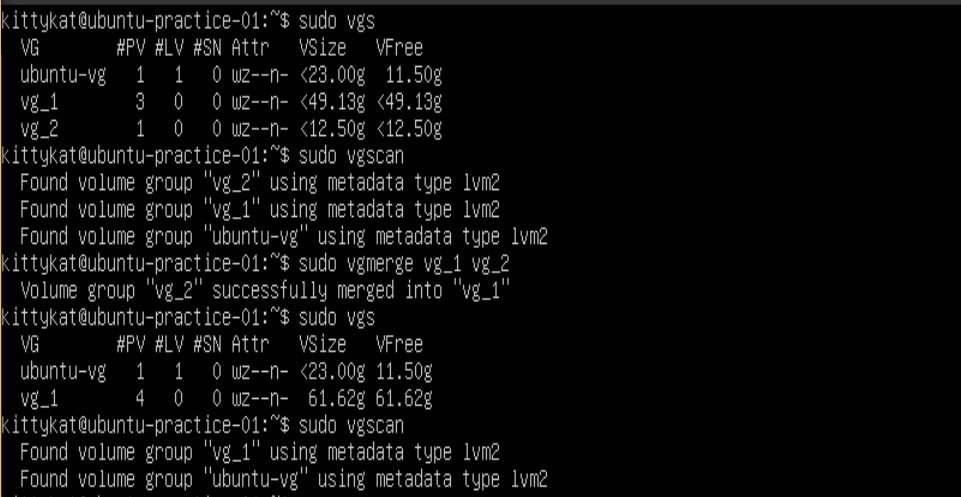 kittykat@ubuntu-practice-01:~$ sudo vgs
VG #PV #LV #SN Attr VSize VFree
ubuntu-vg 1 1 0 wz--n- <23.00g 11.50g
vg_1 3 0 0 wz--n- <49.13g <49.13g
vg_2 1 0 0 wz--n- <12.50g <12.50g
kittykat@ubuntu-practice-01:~$ sudo vgscan
Found volume group "vg_2" using metadata type lvm2
Found volume group "vg_1" using metadata type lvm2
Found volume group "ubuntu-vg" using metadata type lvm2
kittykat@ubuntu-practice-01:~$ sudo vgmerge vg_1 vg_2
Volume group "vg_2" successfully merged into "vg_1"
kittykat@ubuntu-practice-01:~$ sudo vgs
VG #PV #LV #SN Attr VSize VFree
ubuntu-vg 1 1 0 wz--n- <23.00g 11.50g
vg_1 4 0 0 wz--n- 61.62g 61.62g
kittykat@ubuntu-practice-01:~$ sudo vgscan
Found volume group "vg_1" using metadata type lvm2
Found volume group "ubuntu-vg" using metadata type lvm2